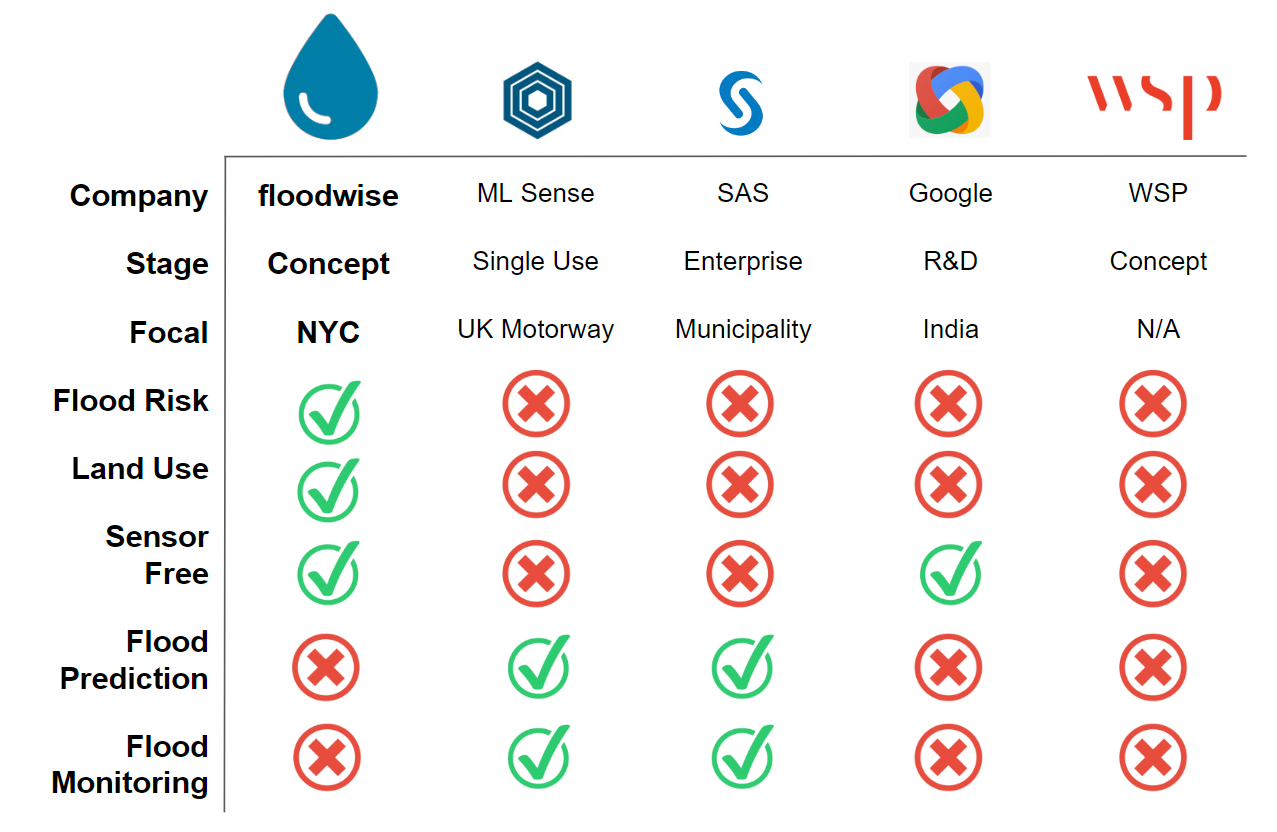 wsp
Company floodwise ML Sense SAS Google WSP
Stage Concept Single Use Enterprise R&D Concept
Focal NYC UK Motorway Municipality India N/A
Flood Risk
Land Use
Sensor
Free
Flood
Prediction
Flood
Monitoring